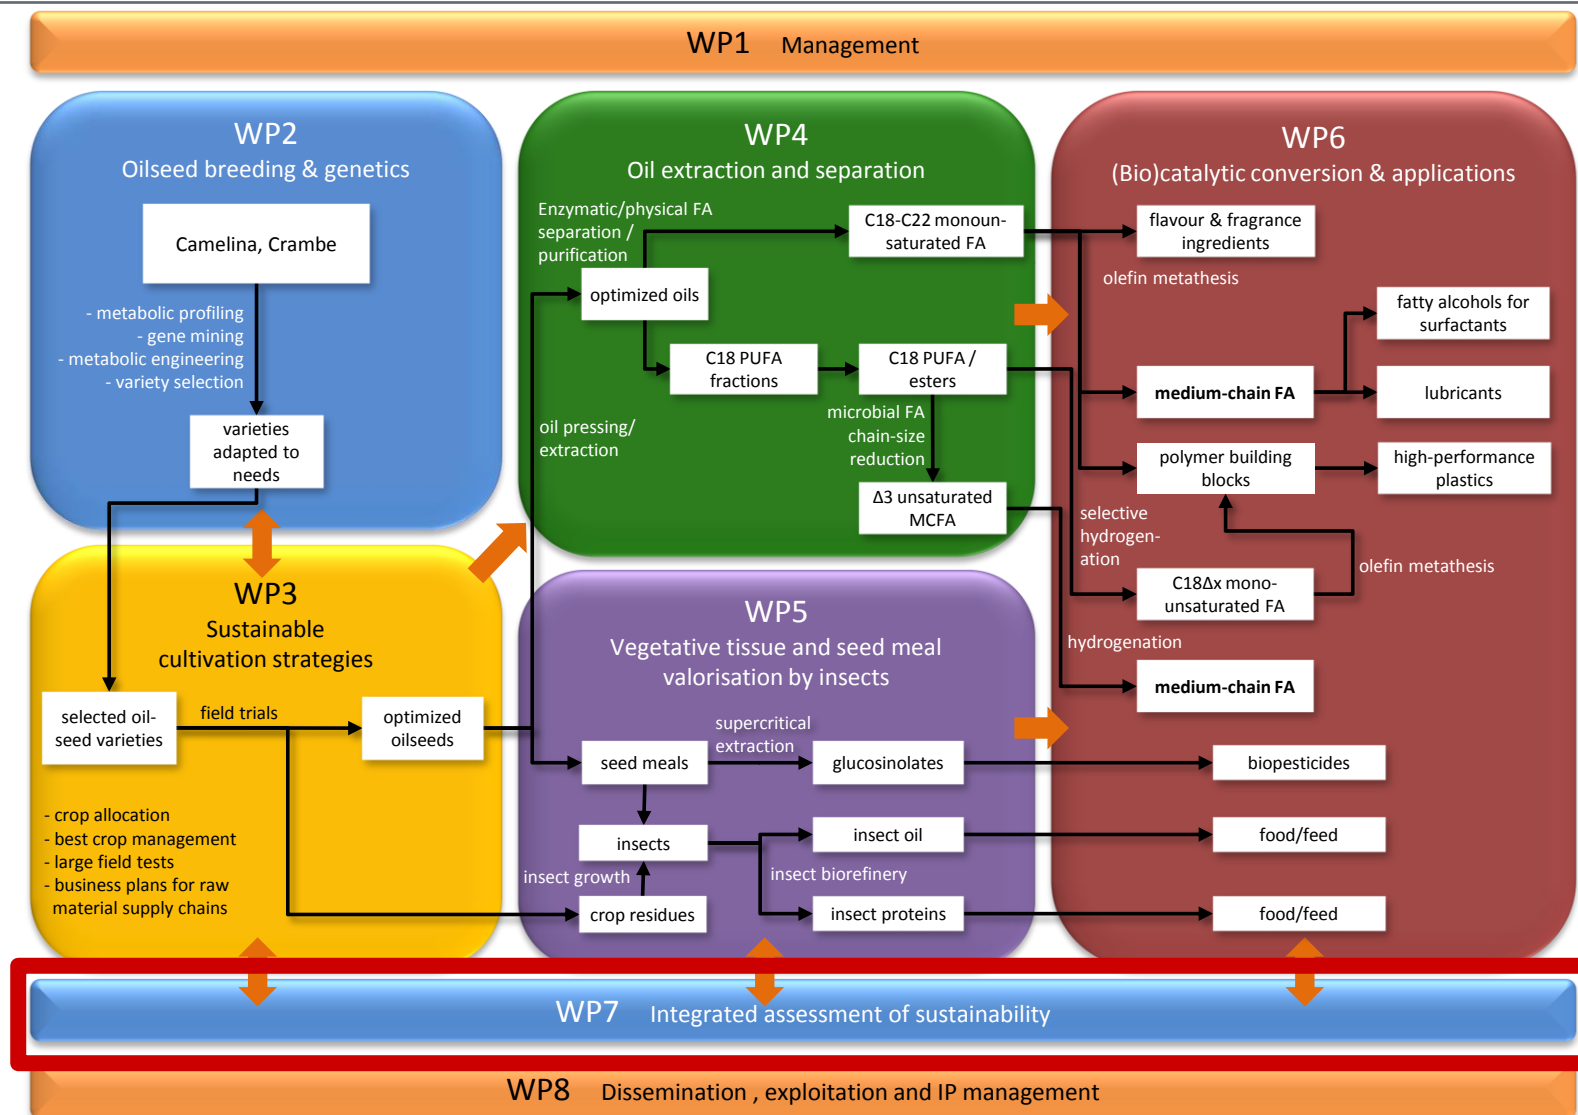 WP1 Management
WP2
Oilseed breeding & genetics
Camelina, Crambe
- metabolic profiling
- gene mining
- metabolic engineering
- variety selection
varieties
adapted to
needs
WP3
Sustainable
cultivation strategies
selected oil-
seed varieties
field trials
optimized
oilseeds
- crop allocation
- best crop management
- large field tests
- business plans for raw
material supply chains
WP4
Oil extraction and separation
Enzymatic/physical FA
separation /
purification
C18-C22 monoun-
saturated FA
optimized oils
C18 PUFA
fractions
C18 PUFA /
esters
oil pressing/
extraction
microbial FA
chain-size
reduction
Δ3 unsaturated
MCFA
WP5
Vegetative tissue and seed meal
valorisation by insects
supercritical
extraction
seed meals
glucosinolates
insects
insect oil
insect growth
insect biorefinery
crop residues
insect proteins
WP6
(Bio)catalytic conversion & applications
flavour & fragrance
ingredients
olefin metathesis
fatty alcohols for
surfactants
medium-chain FA
lubricants
polymer building
blocks
high-performance
plastics
selective
hydrogen-
ation
C18Δx mono-
unsaturated FA
olefin metathesis
hydrogenation
medium-chain FA
biopesticides
food/feed
food/feed
WP7 Integrated assessment of sustainability
WP8 Dissemination , exploitation and IP management